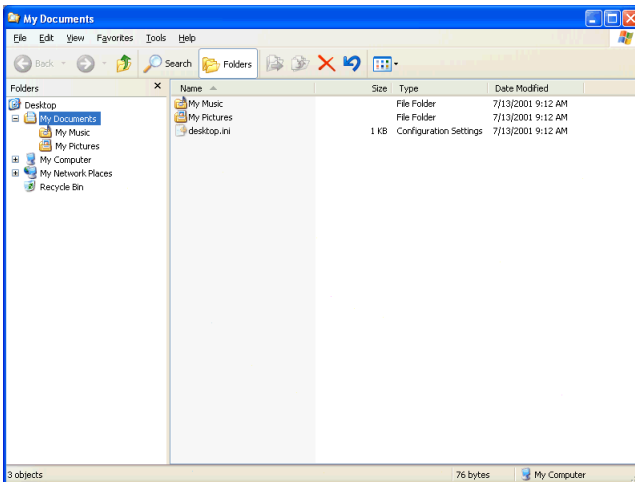 My Documents
File Edit View Favorites Tools Help
Back Search Folders
Folders Name Size Type Date Modified
Desktop
My Documents
My Music
My Pictures
My Computer
My Network Places
Recycle Bin
My Music File Folder 7/13/2001 9:12 AM
My Pictures File Folder 7/13/2001 9:12 AM
desktop.ini 1 KB Configuration Settings 7/13/2001 9:12 AM
3 objects 76 bytes My Computer